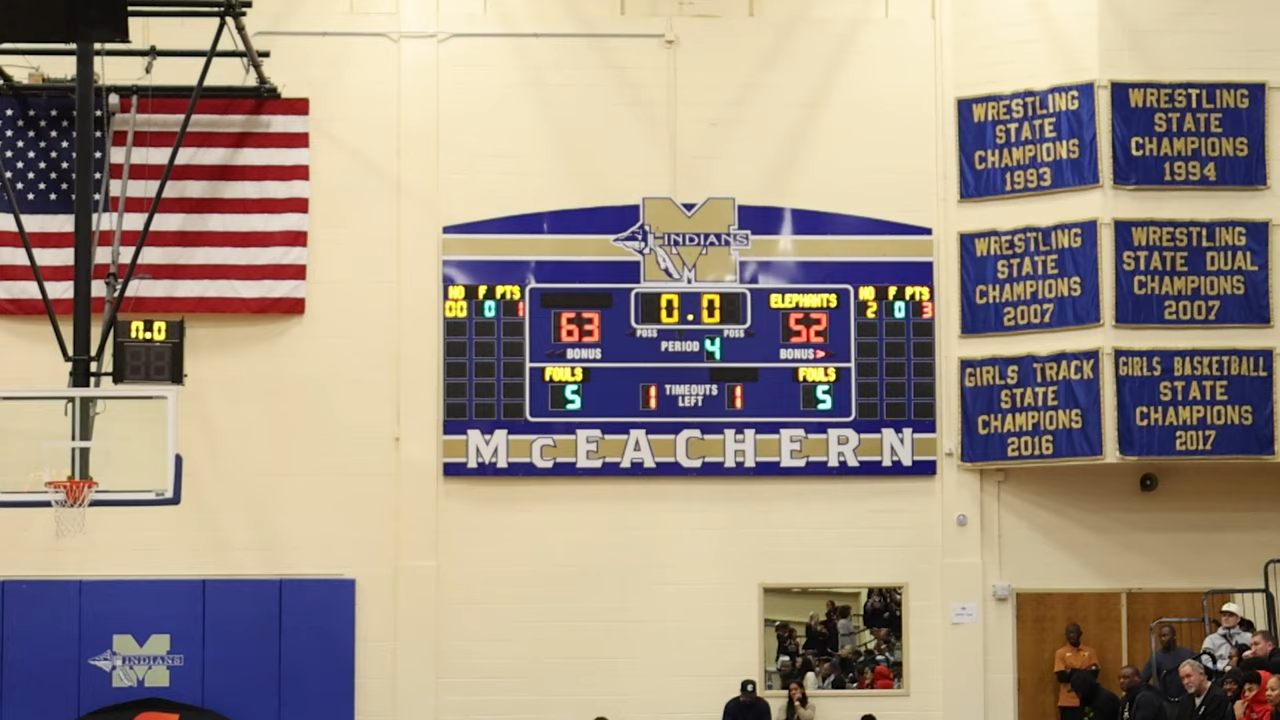 WRESTLING
STATE
CHAMPIONS
1993
WRESTLING
STATE
CHAMPIONS
1994
WRESTLING
STATE
CHAMPIONS
2007
WRESTLING
STATE DUAL
CHAMPIONS
2007
GIRLS TRACK
STATE
CHAMPIONS
2016
GIRLS BASKETBALL
STATE
CHAMPIONS
2017
M
INDIANS
NO F PTS
00 0 1
0.0
ELEPHANTS
NO F PTS
2 0 3
63
52
POSS POSS
BONUS
PERIOD 4
BONUS
FOULS
FOULS
5
1 TIMEOUTS LEFT 1
5
McEACHERN
0.0
M
INDIANS